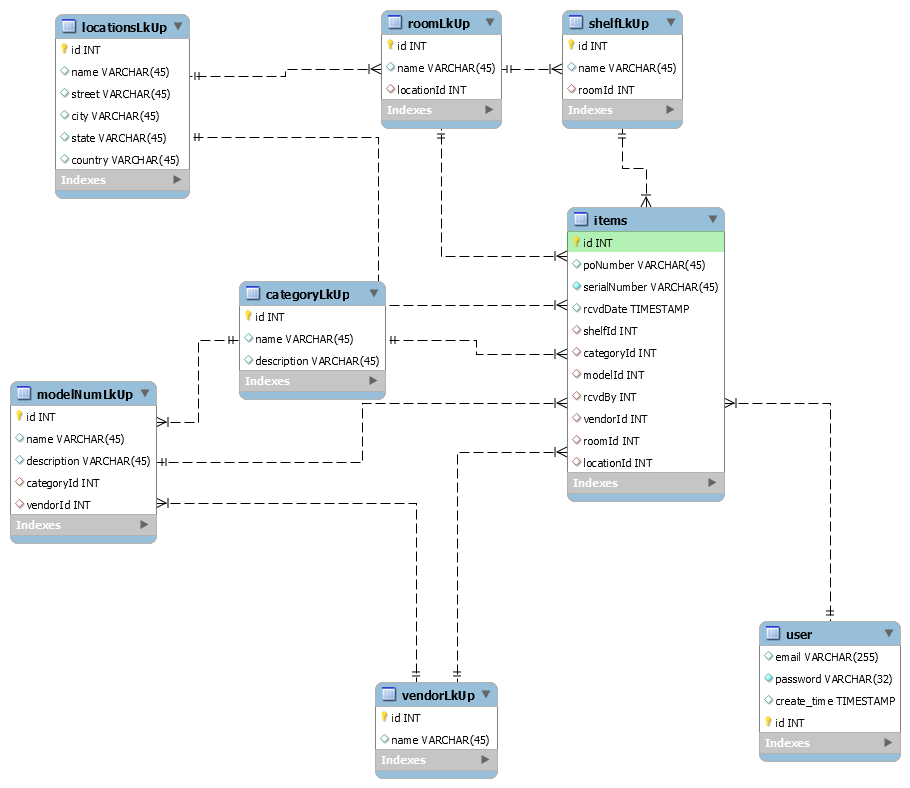 locationsLkUp
id INT
name VARCHAR(45)
street VARCHAR(45)
city VARCHAR(45)
state VARCHAR(45)
country VARCHAR(45)
Indexes
roomLkUp
id INT
name VARCHAR(45)
locationId INT
Indexes
shelfLkUp
id INT
name VARCHAR(45)
roomId INT
Indexes
items
id INT
poNumber VARCHAR(45)
serialNumber VARCHAR(45)
rcvdDate TIMESTAMP
shelfId INT
categoryId INT
modelId INT
rcvdBy INT
vendorId INT
roomId INT
locationId INT
Indexes
categoryLkUp
id INT
name VARCHAR(45)
description VARCHAR(45)
Indexes
modelNumLkUp
id INT
name VARCHAR(45)
description VARCHAR(45)
categoryId INT
vendorId INT
Indexes
vendorLkUp
id INT
name VARCHAR(45)
Indexes
user
email VARCHAR(255)
password VARCHAR(32)
create_time TIMESTAMP
id INT
Indexes